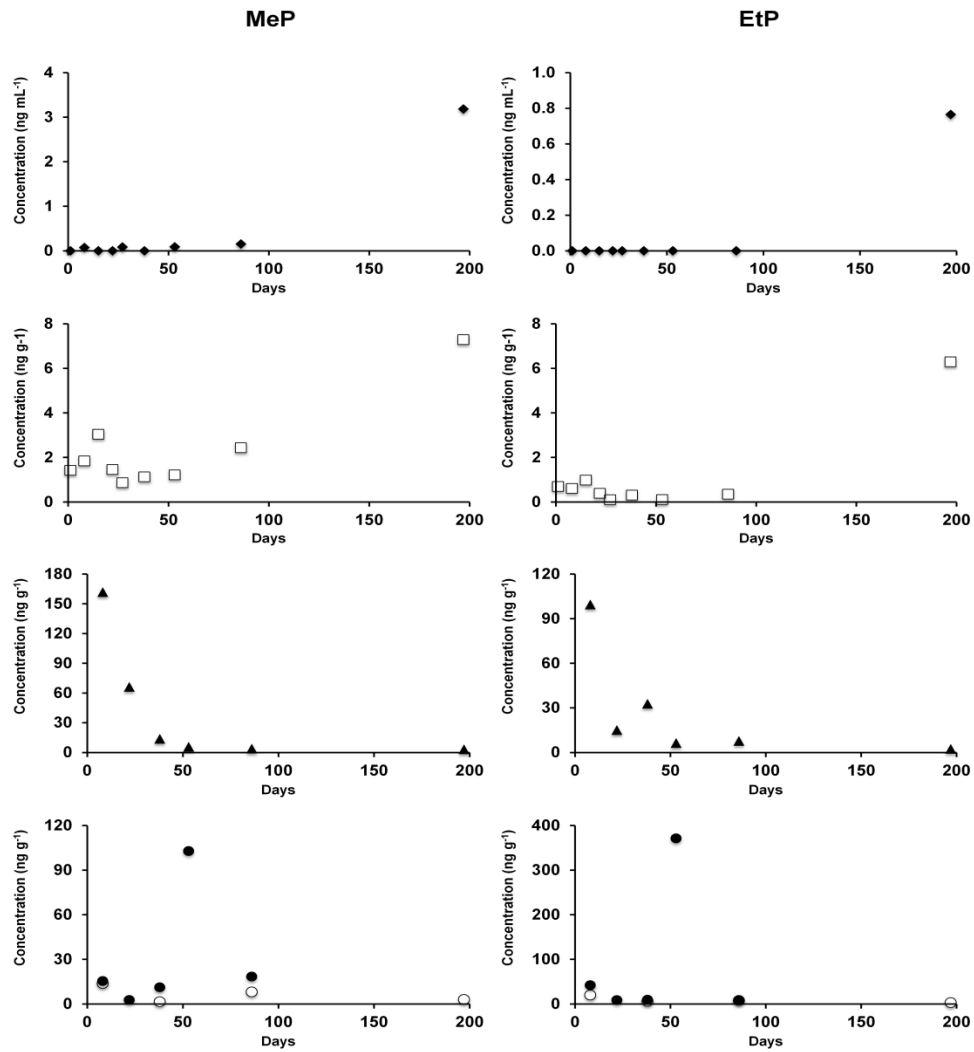 MeP
EtP
Concentration (ng mL⁻¹)
4
3
2
1
0
0 50 100 150 200
Days
Concentration (ng mL⁻¹)
1.0
0.8
0.6
0.4
0.2
0.0
0 50 100 150 200
Days
Concentration (ng g-1)
8
6
4
2
0
0 50 100 150 200
Days
Concentration (ng g-1)
8
6
4
2
0
0 50 100 150 200
Days
Concentration (ng g⁻¹)
180
150
120
90
60
30
0
0 50 100 150 200
Days
Concentration (ng g⁻¹)
120
90
60
30
0
0 50 100 150 200
Days
Concentration (ng g⁻¹)
120
90
60
30
0
0 50 100 150 200
Days
Concentration (ng g⁻¹)
400
300
200
100
0
0 50 100 150 200
Days